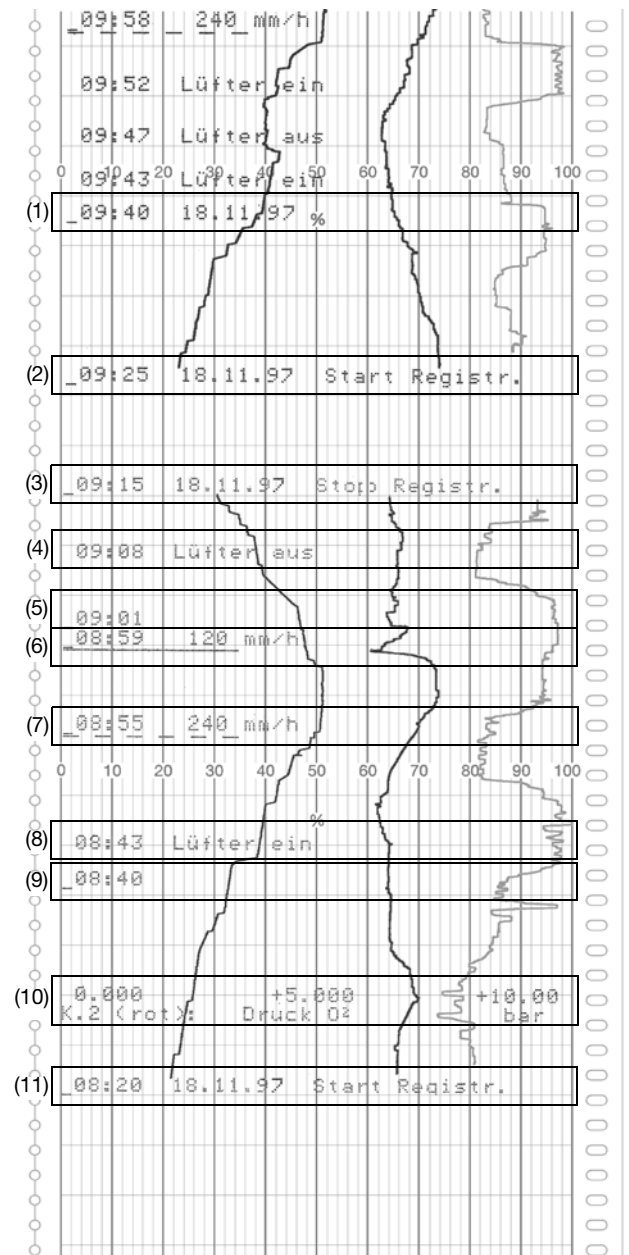 _09:58 _ 240_ mm/h
09:52 Lüfter ein
09:47 Lüfter aus
0 10 20 30 40 50 60 70 80 90 100
09:43 Lüfter ein
(1) _09:40 18.11.97 %
(2) _09:25 18.11.97 Start Registr.
(3) _09:15 18.11.97 Stop Registr.
(4) 09:08 Lüfter aus
(5) 09:01
(6) _08:59 120 mm/h
(7) _08:55 _ 240_ mm/h
0 10 20 30 40 50 60 70 80 90 100
%
(8) 08:43 Lüfter ein
(9) _08:40
(10) 0.000 +5.000 +10.00
K.2 (rot): Druck O² bar
(11) _08:20 18.11.97 Start Registr.